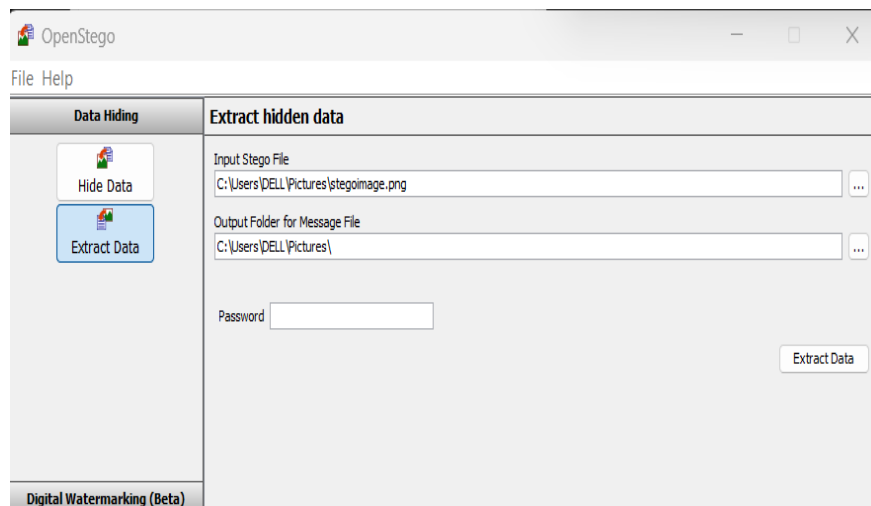 OpenStego
File Help
Data Hiding
Hide Data
Extract Data
Digital Watermarking (Beta)
Extract hidden data
Input Stego File
C:\Users\DELL\Pictures\stegoimage.png
...
Output Folder for Message File
C:\Users\DELL\Pictures\
...
Password
Extract Data